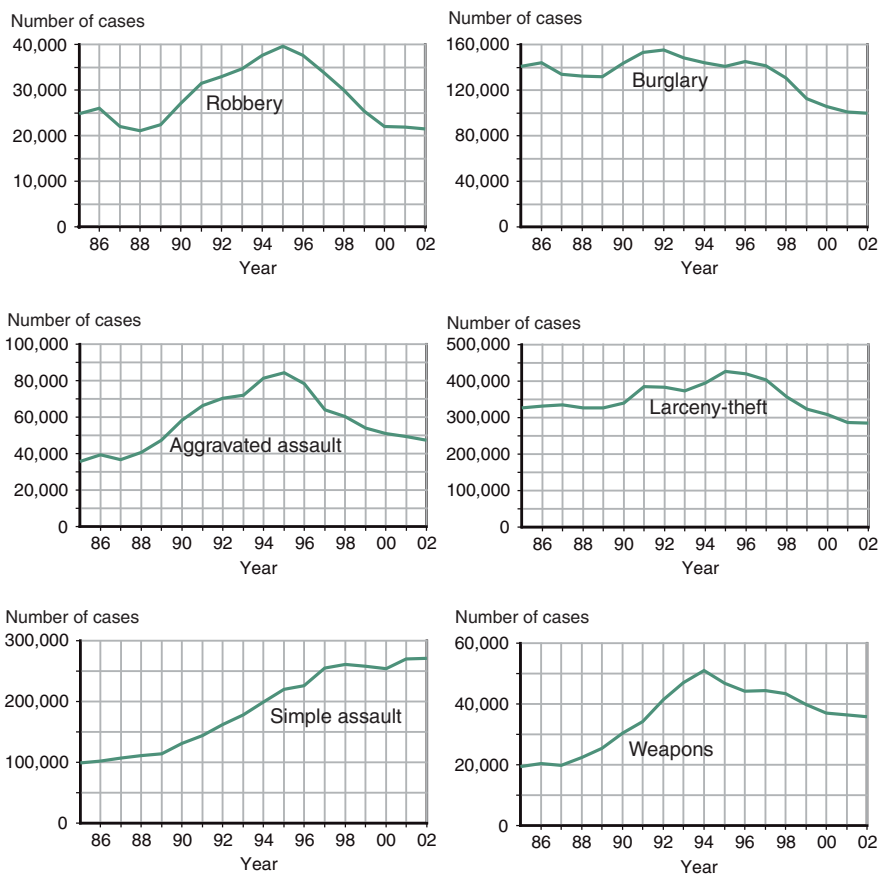 Number of cases
40,000
30,000
20,000
10,000
0
Robbery
86 88 90 92 94 96 98 00 02
Year
Number of cases
160,000
120,000
80,000
40,000
0
Burglary
86 88 90 92 94 96 98 00 02
Year
Number of cases
100,000
80,000
60,000
40,000
20,000
0
Aggravated assault
86 88 90 92 94 96 98 00 02
Year
Number of cases
500,000
400,000
300,000
200,000
100,000
0
Larceny-theft
86 88 90 92 94 96 98 00 02
Year
Number of cases
300,000
200,000
100,000
0
Simple assault
86 88 90 92 94 96 98 00 02
Year
Number of cases
60,000
40,000
20,000
0
Weapons
86 88 90 92 94 96 98 00 02
Year